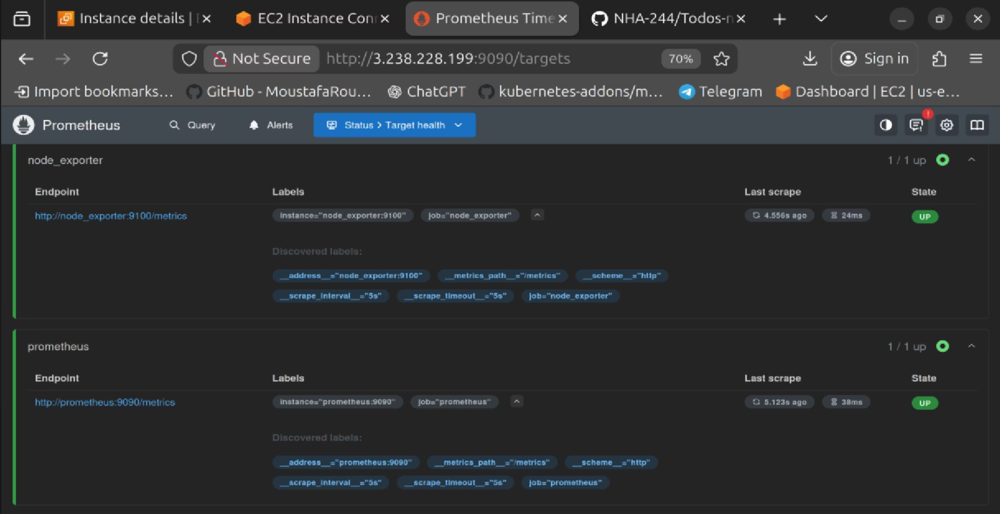 Instance details | E
EC2 Instance Con
Prometheus Time
NHA-244/Todos-n
Not Secure
http://3.238.228.199:9090/targets
70%
Sign in
Import bookmarks...
GitHub - MoustafaRou...
ChatGPT
kubernetes-addons/m...
Telegram
Dashboard | EC2 | us-e...
Prometheus
Query
Alerts
Status > Target health
node_exporter
1 / 1 up
Endpoint Labels Last scrape State
http://node_exporter:9100/metrics instance="node_exporter:9100" job="node_exporter" 4.556s ago 24ms UP
Discovered labels:
__address__="node_exporter:9100" __metrics_path__="/metrics" __scheme__="http"
__scrape_interval__="5s" __scrape_timeout__="5s" job="node_exporter"
prometheus
1 / 1 up
Endpoint Labels Last scrape State
http://prometheus:9090/metrics instance="prometheus:9090" job="prometheus" 5.123s ago 38ms UP
Discovered labels:
__address__="prometheus:9090" __metrics_path__="/metrics" __scheme__="http"
__scrape_interval__="5s" __scrape_timeout__="5s" job="prometheus"